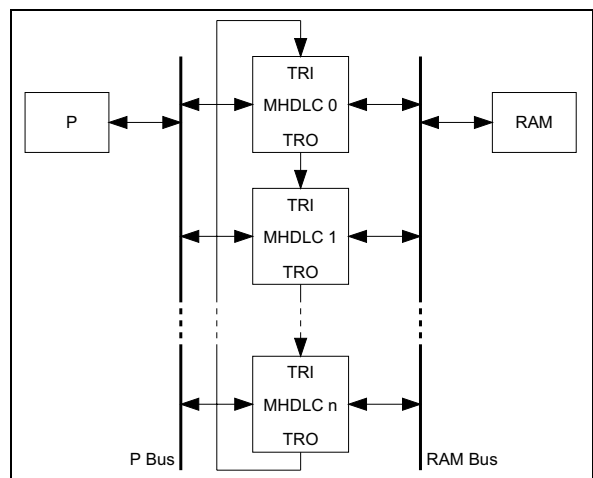 TRI
P
MHDLC 0
RAM
TRO
TRI
MHDLC 1
TRO
TRI
MHDLC n
TRO
P Bus
RAM Bus